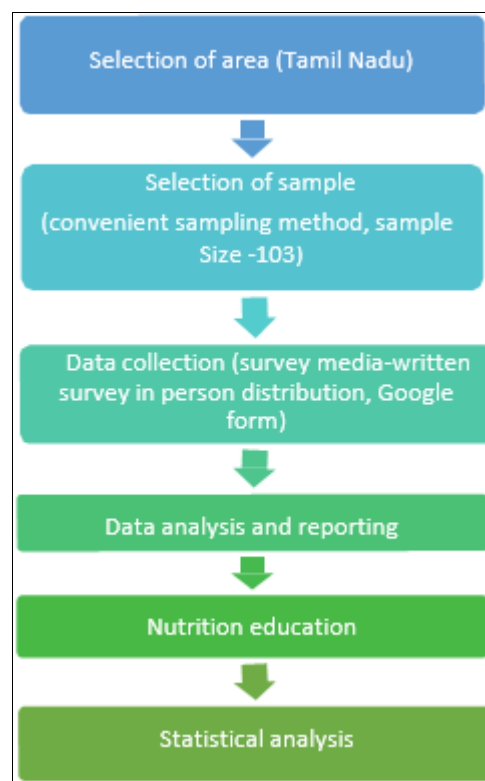 Selection of area (Tamil Nadu)
Selection of sample
(convenient sampling method, sample
Size -103)
Data collection (survey media-written
survey in person distribution, Google
form)
Data analysis and reporting
Nutrition education
Statistical analysis